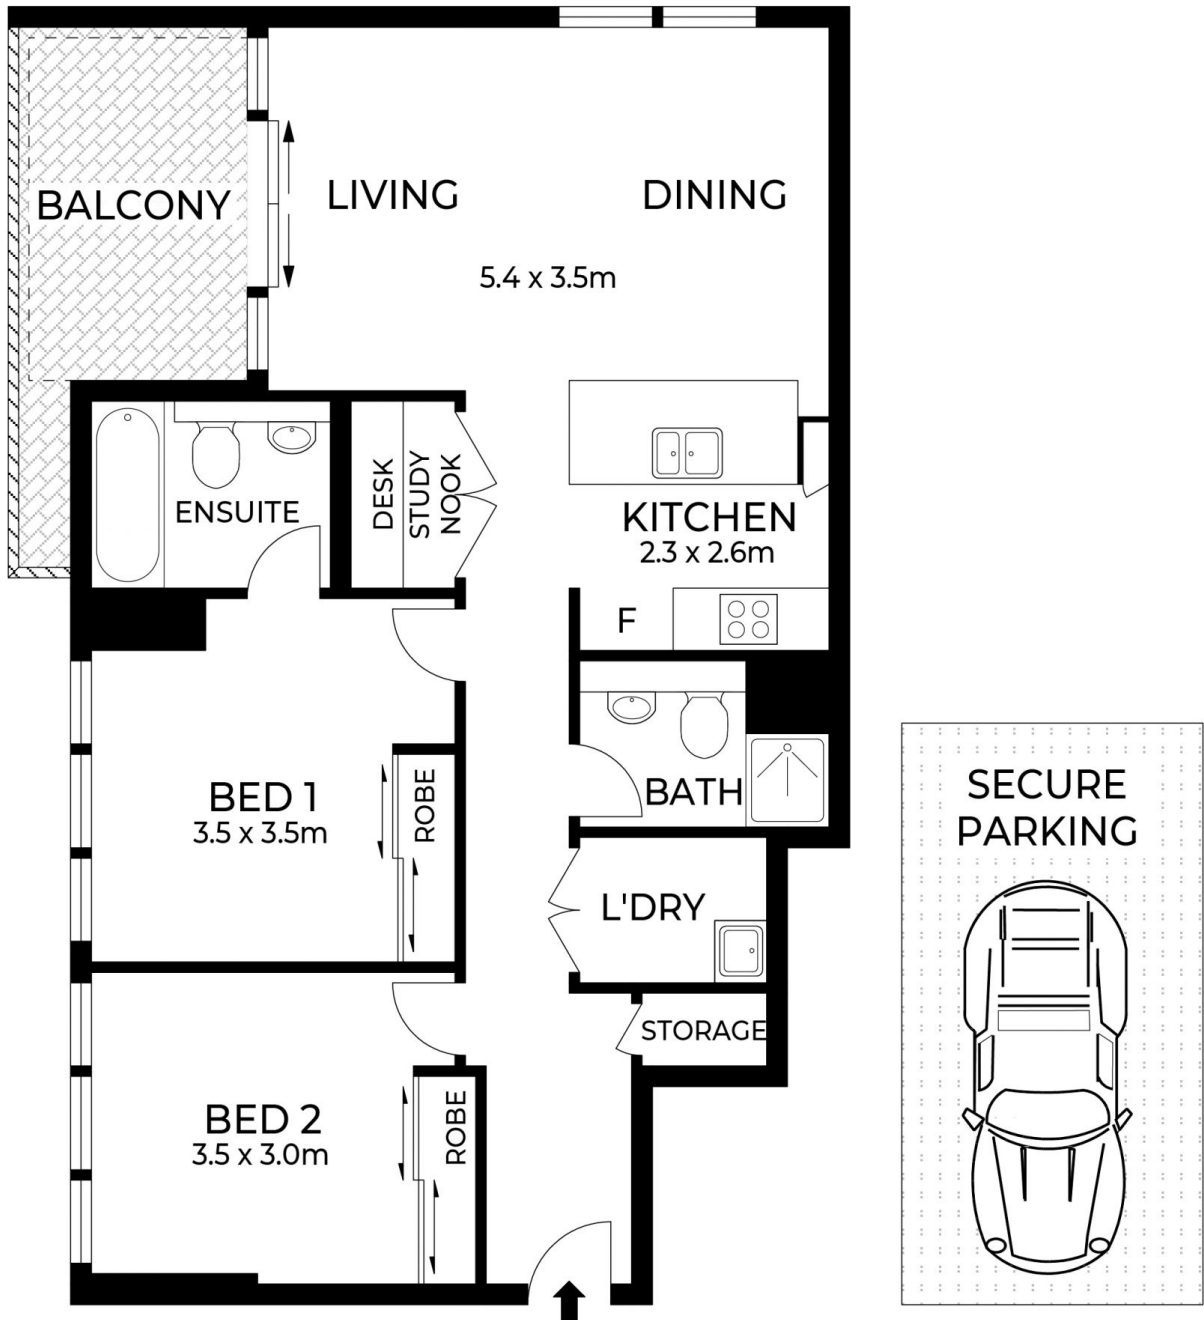 BALCONY
LIVING
DINING
5.4 x 3.5m
ENSUITE
DESK
STUDY
NOOK
KITCHEN
2.3 x 2.6m
F
BED 1
3.5 x 3.5m
ROBE
BATH
L'DRY
STORAGE
BED 2
3.5 x 3.0m
ROBE
SECURE
PARKING